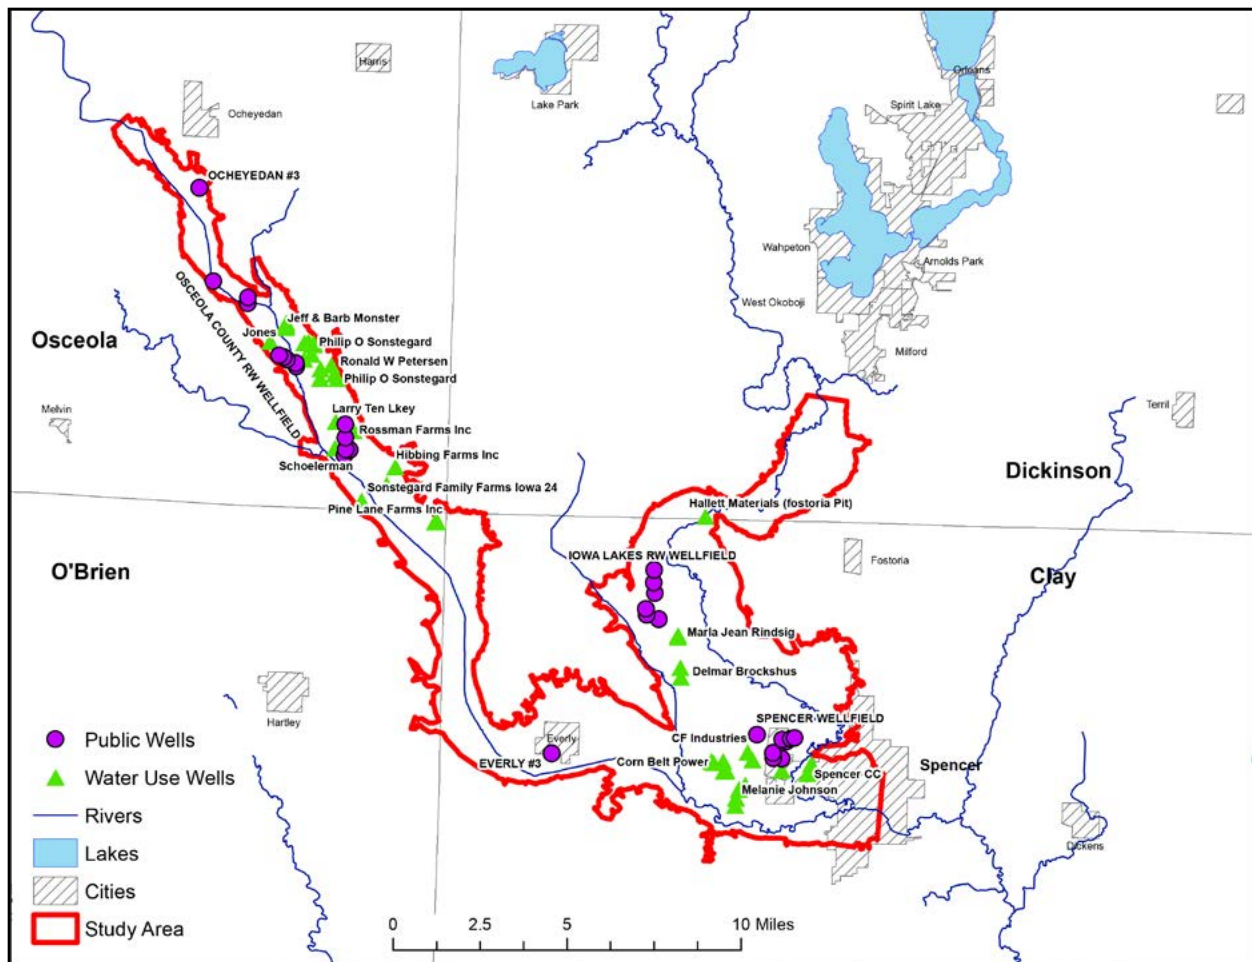 Harris
Lake Park
Orleans
Spirit Lake
Ocheyedan
OCHEYEDAN #3
Wahpeton
Arnolds Park
West Okoboji
Milford
OSCEOLA COUNTY RW WELLFIELD
Jeff & Barb Monster
Jones
Philip O Sonstegard
Osceola
Ronald W Petersen
Philip O Sonstegard
Melvin
Larry Ten Lkey
Rossman Farms Inc
Terril
Schoelerman
Hibbing Farms Inc
Dickinson
Sonstegard Family Farms Iowa 24
Pine Lane Farms Inc
Hallett Materials (fostoria Pit)
IOWA LAKES RW WELLFIELD
Fostoria
O'Brien
Clay
Marla Jean Rindsig
Delmar Brockshus
Hartley
SPENCER WELLFIELD
CF Industries
Everly
EVERLY #3
Corn Belt Power
Spencer CC
Spencer
Melanie Johnson
Dickens
Public Wells
Water Use Wells
Rivers
Lakes
Cities
Study Area
0 2.5 5 10 Miles